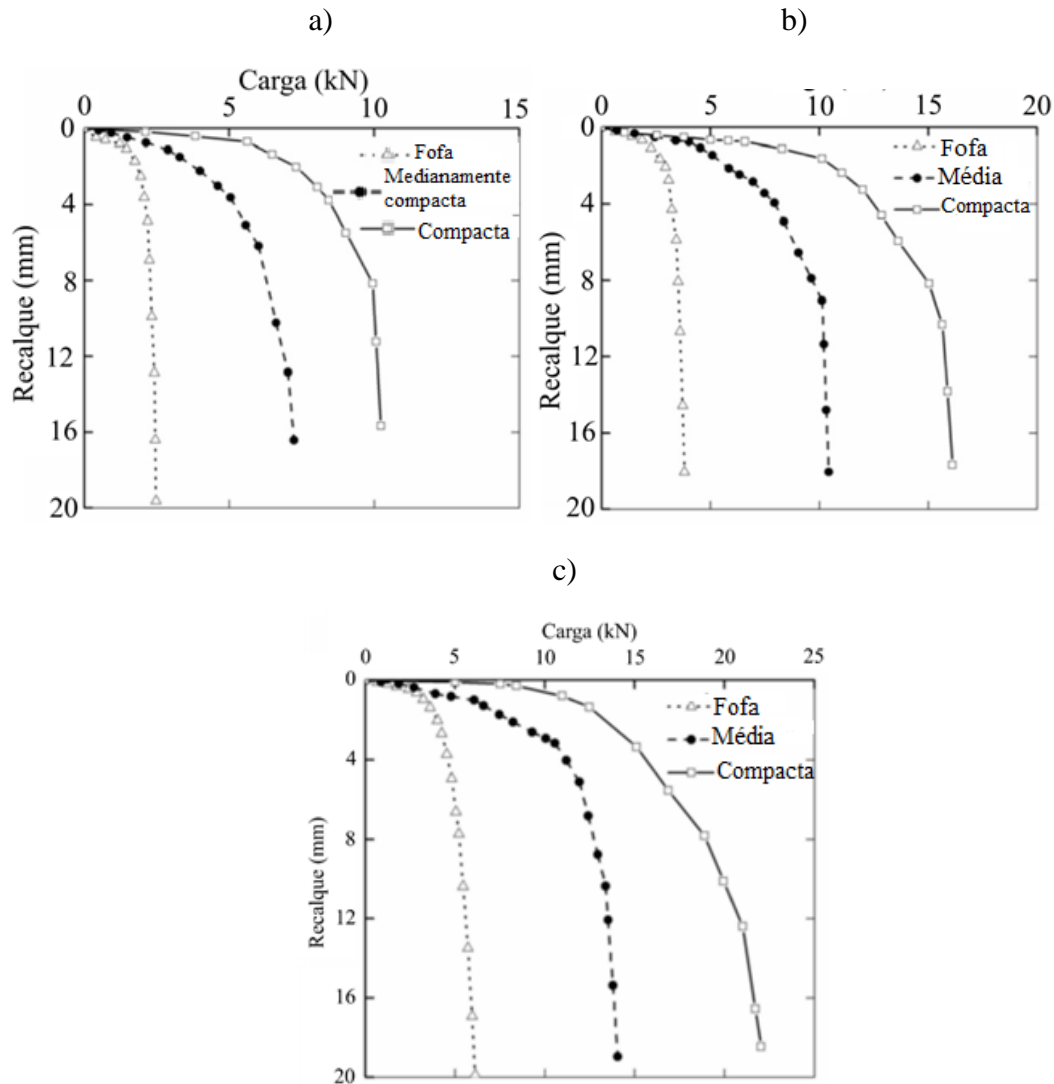 a)
Carga (kN)
0 5 10 15
0
4
8
12
16
20
Recalque (mm)
Fofa
Medianamente
compacta
Compacta
b)
0 5 10 15 20
0
4
8
12
16
20
Recalque (mm)
Fofa
Média
Compacta
c)
Carga (kN)
0 5 10 15 20 25
0
4
8
12
16
20
Recalque (mm)
Fofa
Média
Compacta